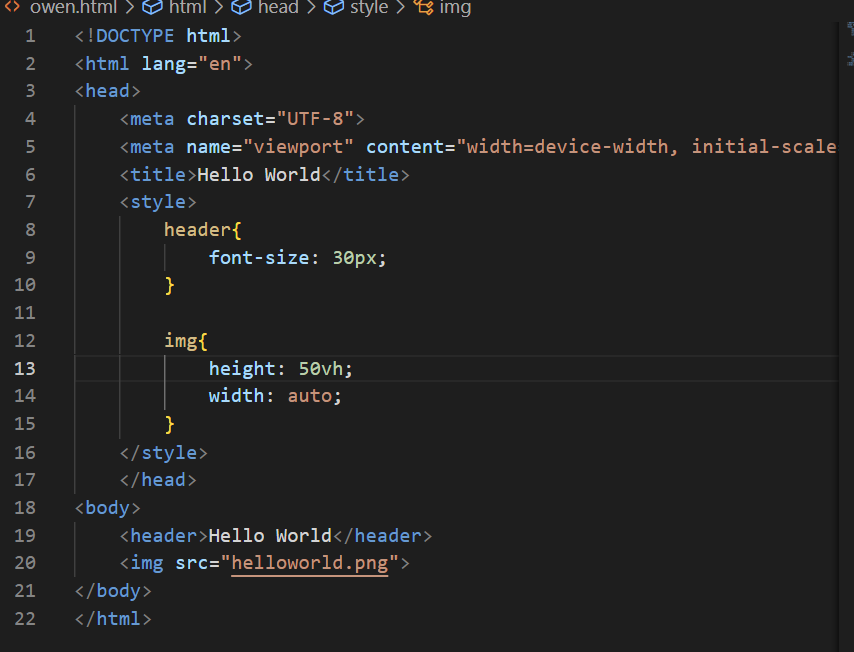 owen.html > html > head > style > img
1 <!DOCTYPE html>
2 <html lang="en">
3 <head>
4     <meta charset="UTF-8">
5     <meta name="viewport" content="width=device-width, initial-scale
6     <title>Hello World</title>
7     <style>
8         header{
9             font-size: 30px;
10         }
11
12         img{
13             height: 50vh;
14             width: auto;
15         }
16     </style>
17     </head>
18 <body>
19     <header>Hello World</header>
20     <img src="helloworld.png">
21 </body>
22 </html>